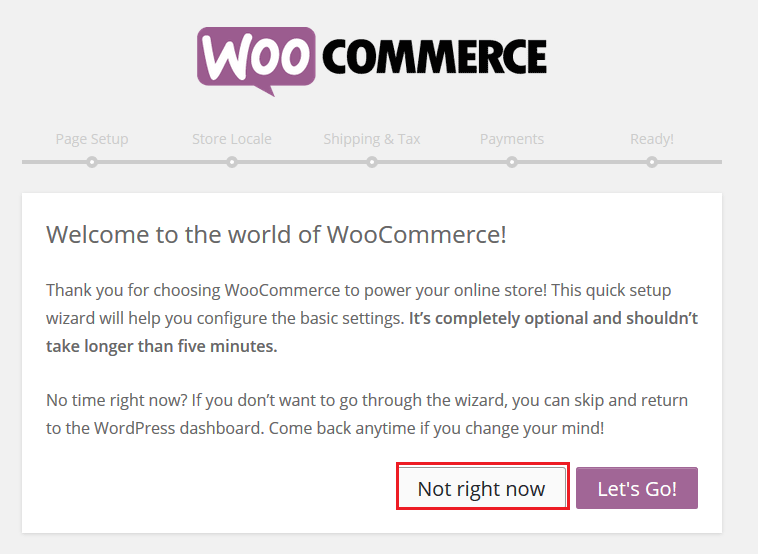 WOO COMMERCE
Page Setup Store Locale Shipping & Tax Payments Ready!
Welcome to the world of WooCommerce!
Thank you for choosing WooCommerce to power your online store! This quick setup
wizard will help you configure the basic settings. It’s completely optional and shouldn’t
take longer than five minutes.
No time right now? If you don’t want to go through the wizard, you can skip and return
to the WordPress dashboard. Come back anytime if you change your mind!
Not right now Let's Go!